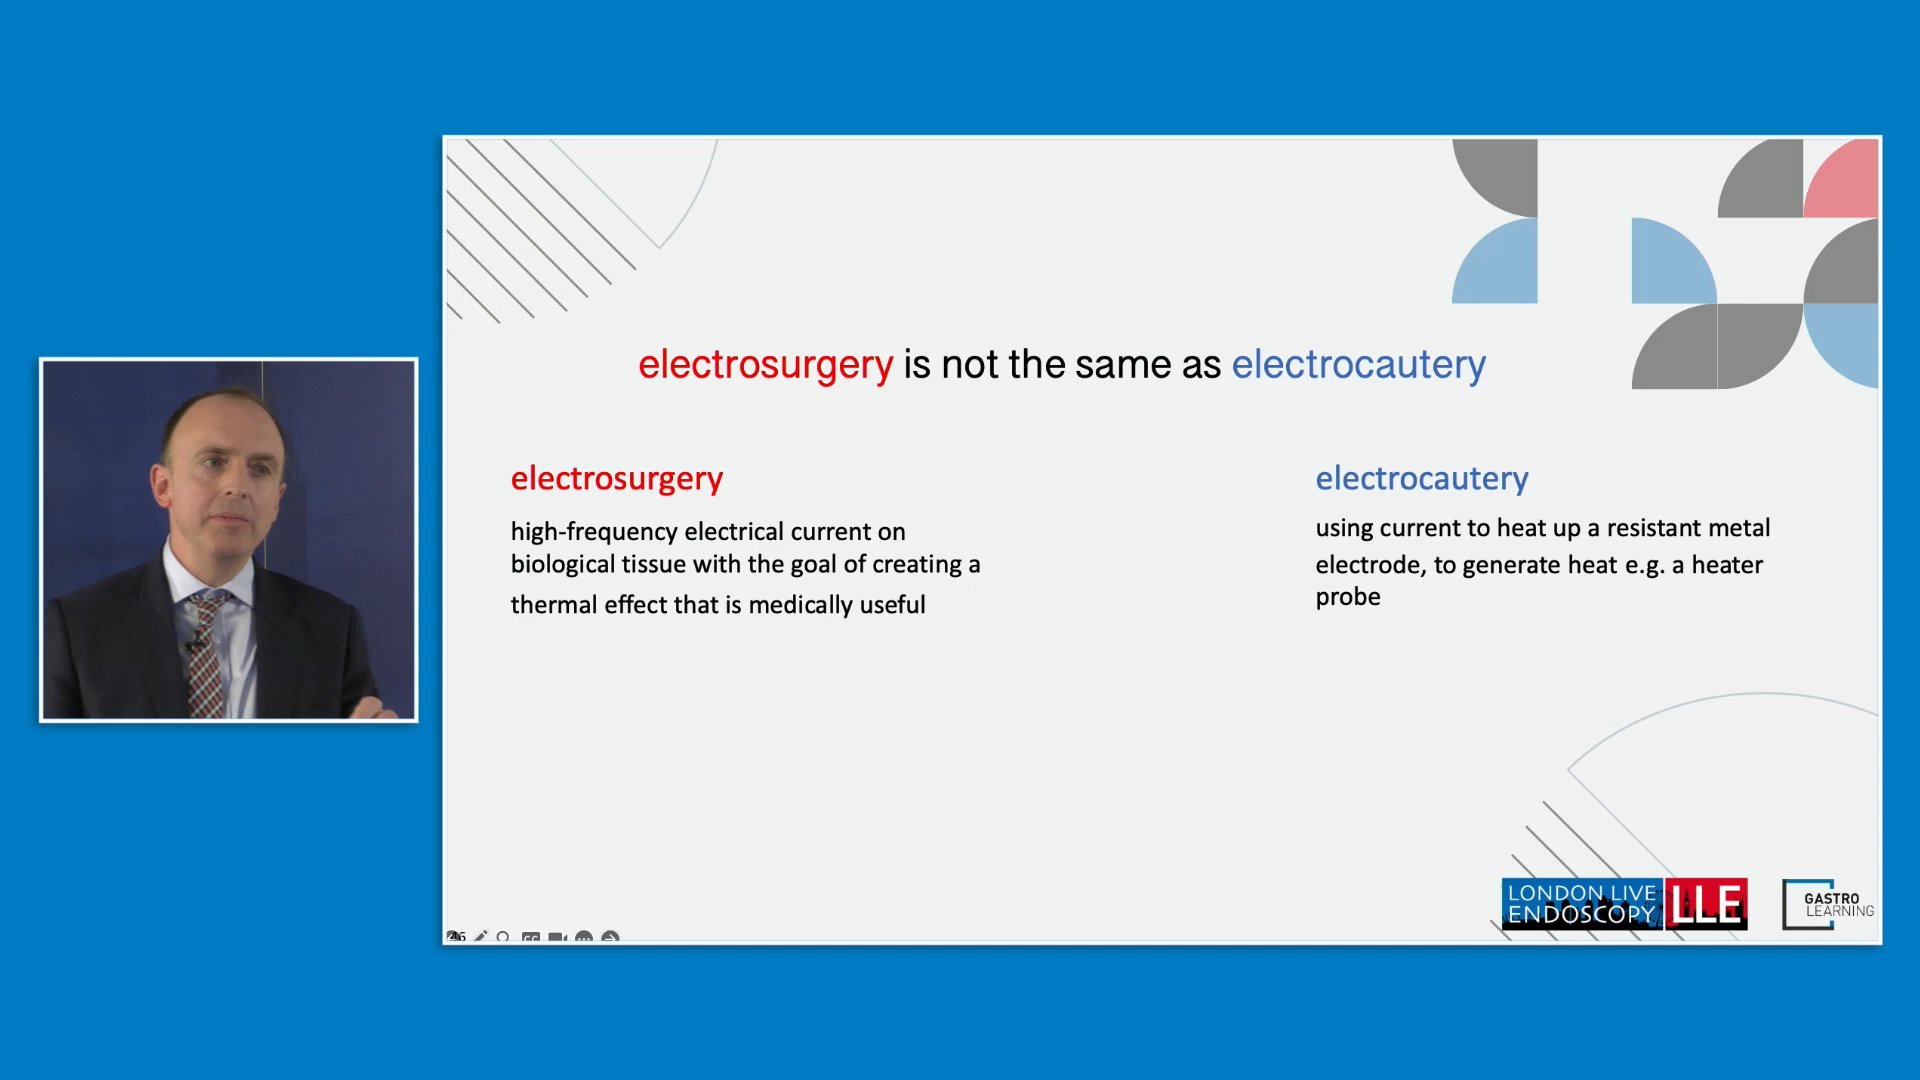 electrosurgery is not the same as electrocautery
electrosurgery
high-frequency electrical current on
biological tissue with the goal of creating a
thermal effect that is medically useful
electrocautery
using current to heat up a resistant metal
electrode, to generate heat e.g. a heater
probe
LONDON LIVE
ENDOSCOPY
LLE
GASTRO
LEARNING
CC